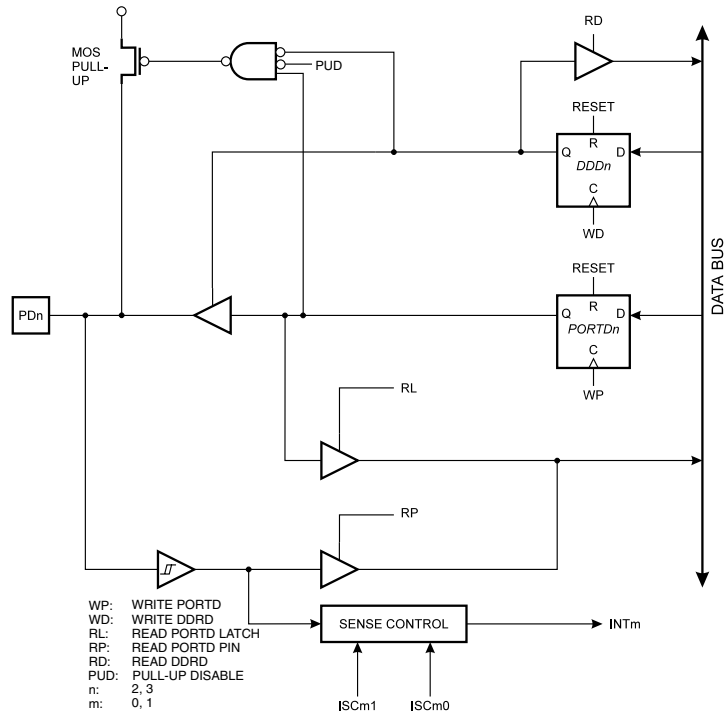 RD
MOS
PULL-
UP
PUD
RESET
R
Q
D
DDDn
C
WD
DATA BUS
RESET
R
PDn
Q
D
PORTDn
C
WP
RL
RP
WP: WRITE PORTD
WD: WRITE DDRD
RL: READ PORTD LATCH
RP: READ PORTD PIN
RD: READ DDRD
PUD: PULL-UP DISABLE
n: 2, 3
m: 0, 1
SENSE CONTROL
INTm
ISCm1
ISCm0